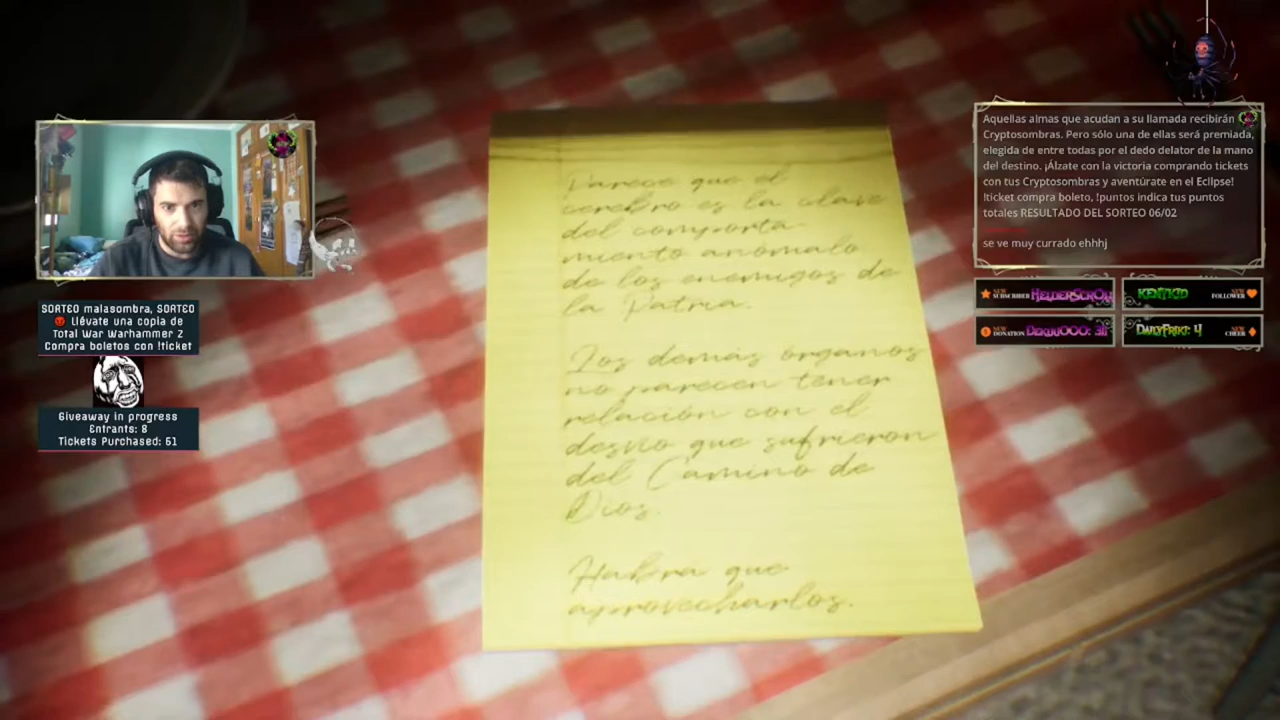 Aquellas almas que acudan a su llamada recibirán
Cryptosombras. Pero sólo una de ellas será premiada,
elegida de entre todas por el dedo delator de la mano
del destino. ¡Álzate con la victoria comprando tickets
con tus Cryptosombras y aventúrate en el Eclipse!
!ticket compra boleto, !puntos indica tus puntos
totales RESULTADO DEL SORTEO 06/02
se ve muy currado ehhhj
NEW SUBSCRIBER
NEW FOLLOWER KENTKID
NEW DONATION
NEW CHEER DAILYFRIKI: 4
SORTEO malasombra, SORTEO
Llévate una copia de
Total War Warhammer 2
Compra boletos con !ticket
Giveaway in progress
Entrants: 8
Tickets Purchased: 51
Parece que el
cerebro es la clave
del comporta
miento anómalo
de los enemigos de
la Patria.
Los demás órganos
no parecen tener
relación con el
desvío que sufrieron
del Camino de
Dios.
Habra que
aprovecharlos.